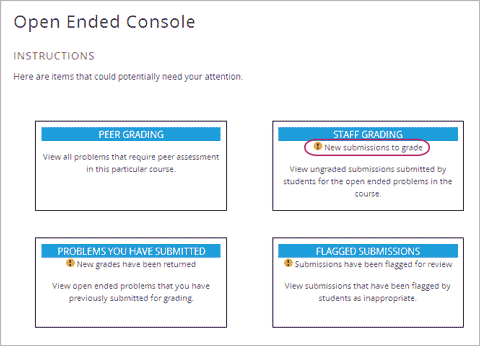 Open Ended Console
INSTRUCTIONS
Here are items that could potentially need your attention.
PEER GRADING
View all problems that require peer assessment
in this particular course.
STAFF GRADING
New submissions to grade
View ungraded submissions submitted by
students for the open ended problems in the
course.
PROBLEMS YOU HAVE SUBMITTED
New grades have been returned
View open ended problems that you have
previously submitted for grading.
FLAGGED SUBMISSIONS
Submissions have been flagged for review
View submissions that have been flagged by
students as inappropriate.